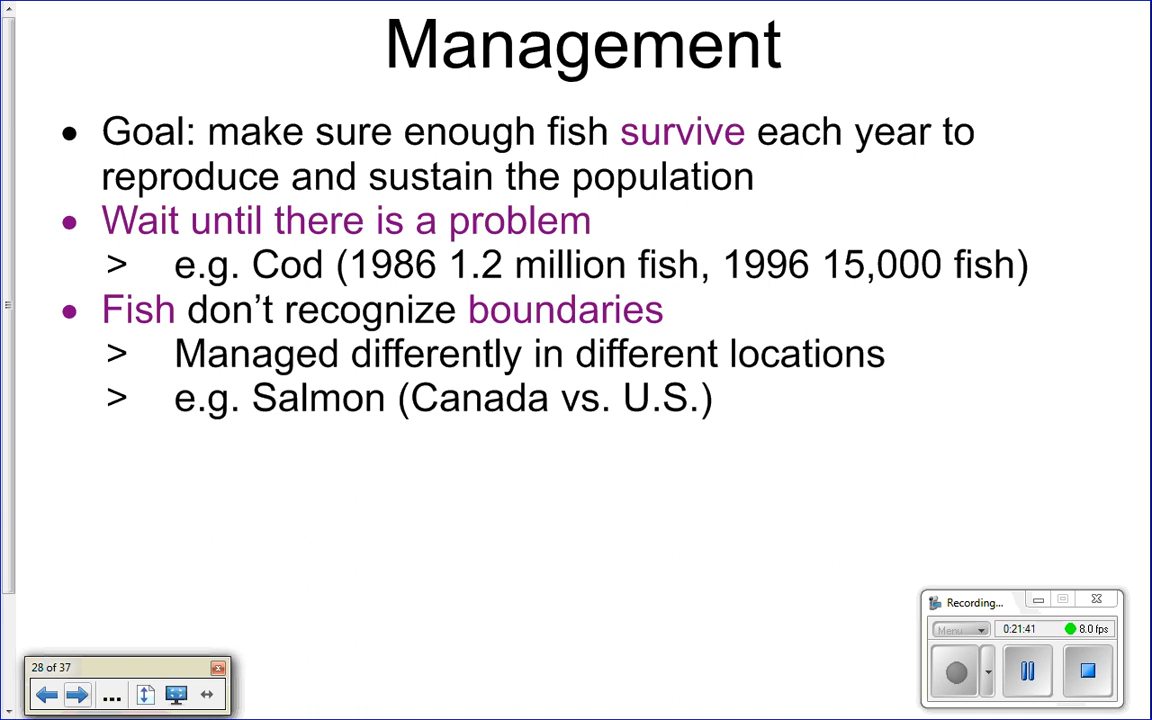 Management
• Goal: make sure enough fish survive each year to
reproduce and sustain the population
• Wait until there is a problem
> e.g. Cod (1986 1.2 million fish, 1996 15,000 fish)
• Fish don’t recognize boundaries
> Managed differently in different locations
> e.g. Salmon (Canada vs. U.S.)
Recording...
Menu 0:21:41 8.0 fps
28 of 37
...